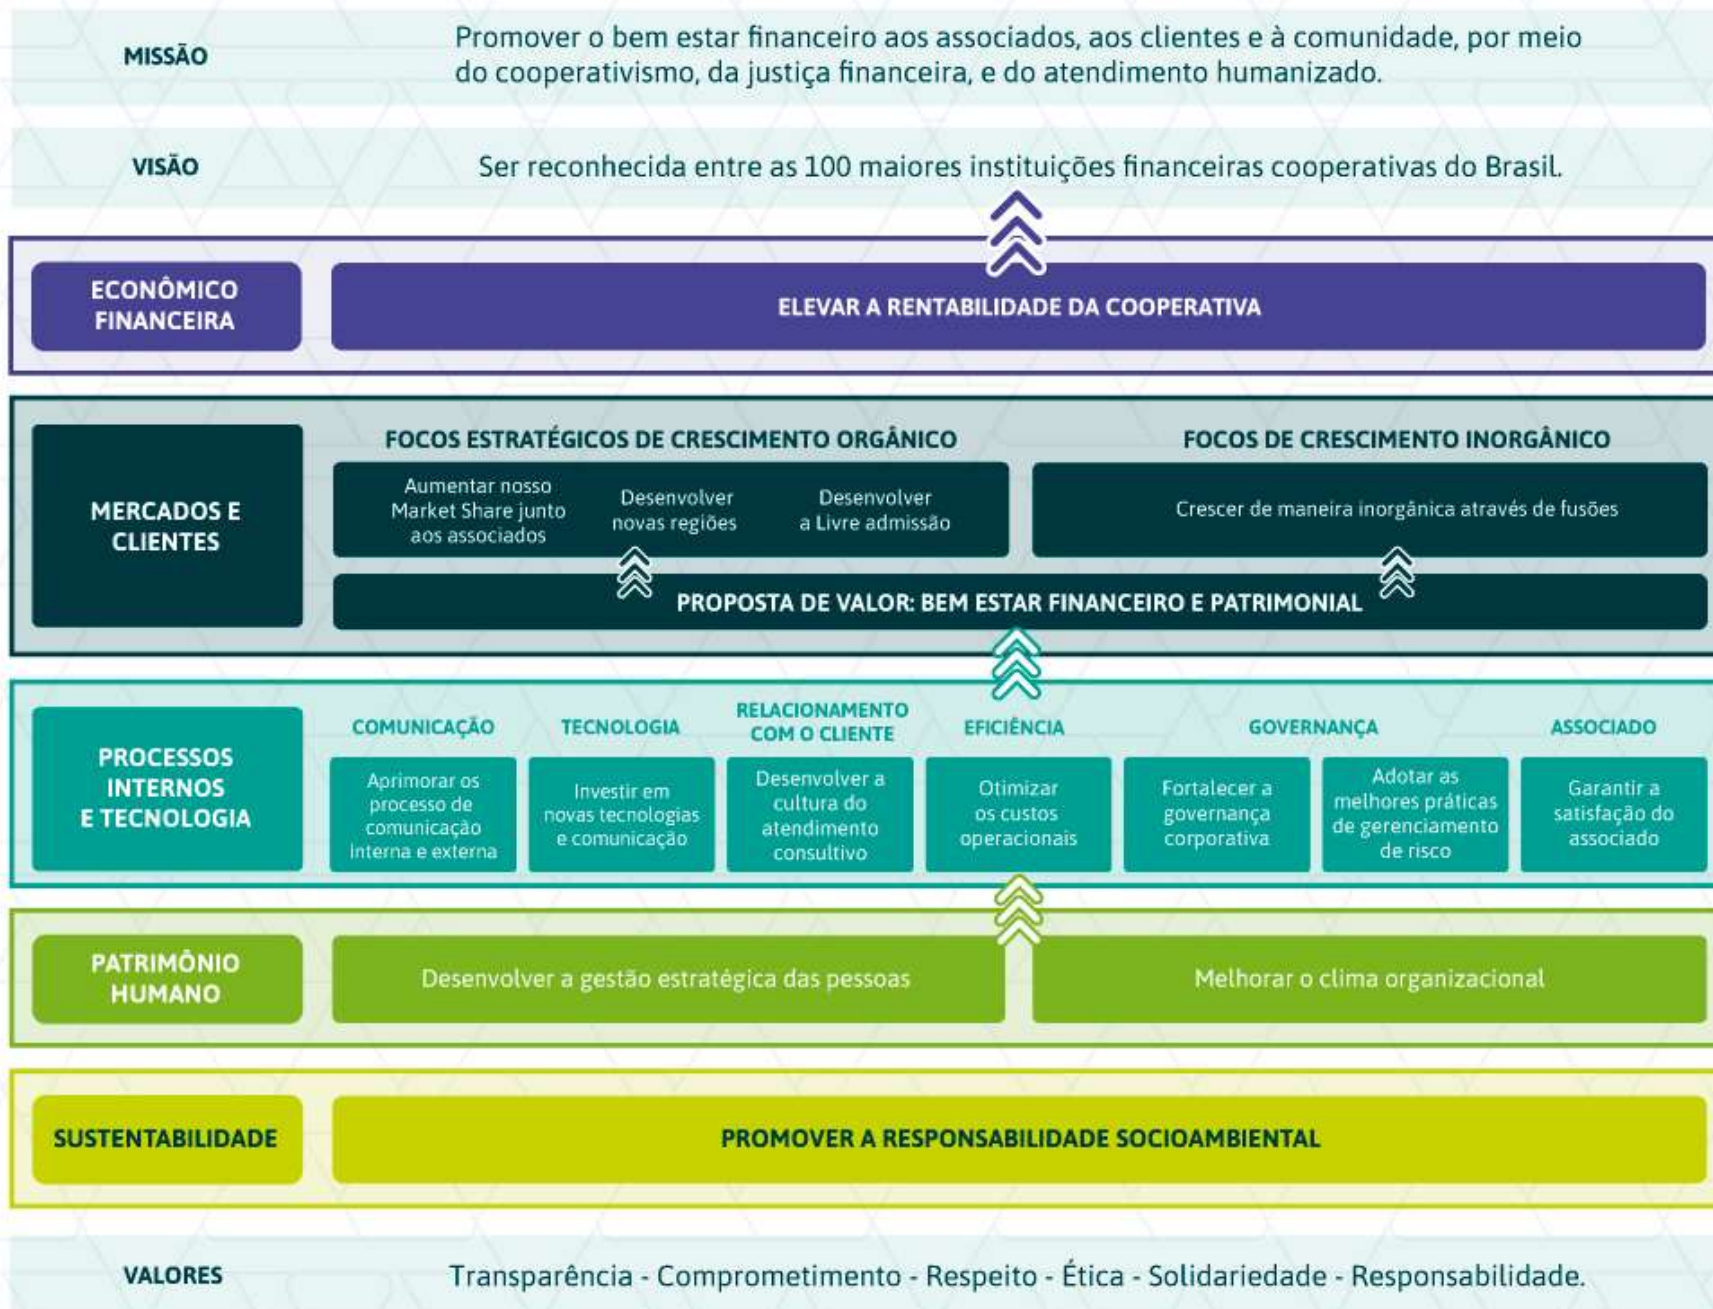 MISSÃO
Promover o bem estar financeiro aos associados, aos clientes e à comunidade, por meio
do cooperativismo, da justiça financeira, e do atendimento humanizado.
VISÃO
Ser reconhecida entre as 100 maiores instituições financeiras cooperativas do Brasil.
ECONÔMICO
FINANCEIRA
ELEVAR A RENTABILIDADE DA COOPERATIVA
MERCADOS E
CLIENTES
FOCOS ESTRATÉGICOS DE CRESCIMENTO ORGÂNICO
Aumentar nosso
Market Share junto
aos associados
Desenvolver
novas regiões
Desenvolver
a Livre admissão
FOCOS DE CRESCIMENTO INORGÂNICO
Crescer de maneira inorgânica através de fusões
PROPOSTA DE VALOR: BEM ESTAR FINANCEIRO E PATRIMONIAL
PROCESSOS
INTERNOS
E TECNOLOGIA
COMUNICAÇÃO
Aprimorar os
processo de
comunicação
interna e externa
TECNOLOGIA
Investir em
novas tecnologias
e comunicação
RELACIONAMENTO
COM O CLIENTE
Desenvolver a
cultura do
atendimento
consultivo
EFICIÊNCIA
Otimizar
os custos
operacionais
GOVERNANÇA
Fortalecer a
governança
corporativa
Adotar as
melhores práticas
de gerenciamento
de risco
ASSOCIADO
Garantir a
satisfação do
associado
PATRIMÔNIO
HUMANO
Desenvolver a gestão estratégica das pessoas
Melhorar o clima organizacional
SUSTENTABILIDADE
PROMOVER A RESPONSABILIDADE SOCIOAMBIENTAL
VALORES
Transparência - Comprometimento - Respeito - Ética - Solidariedade - Responsabilidade.